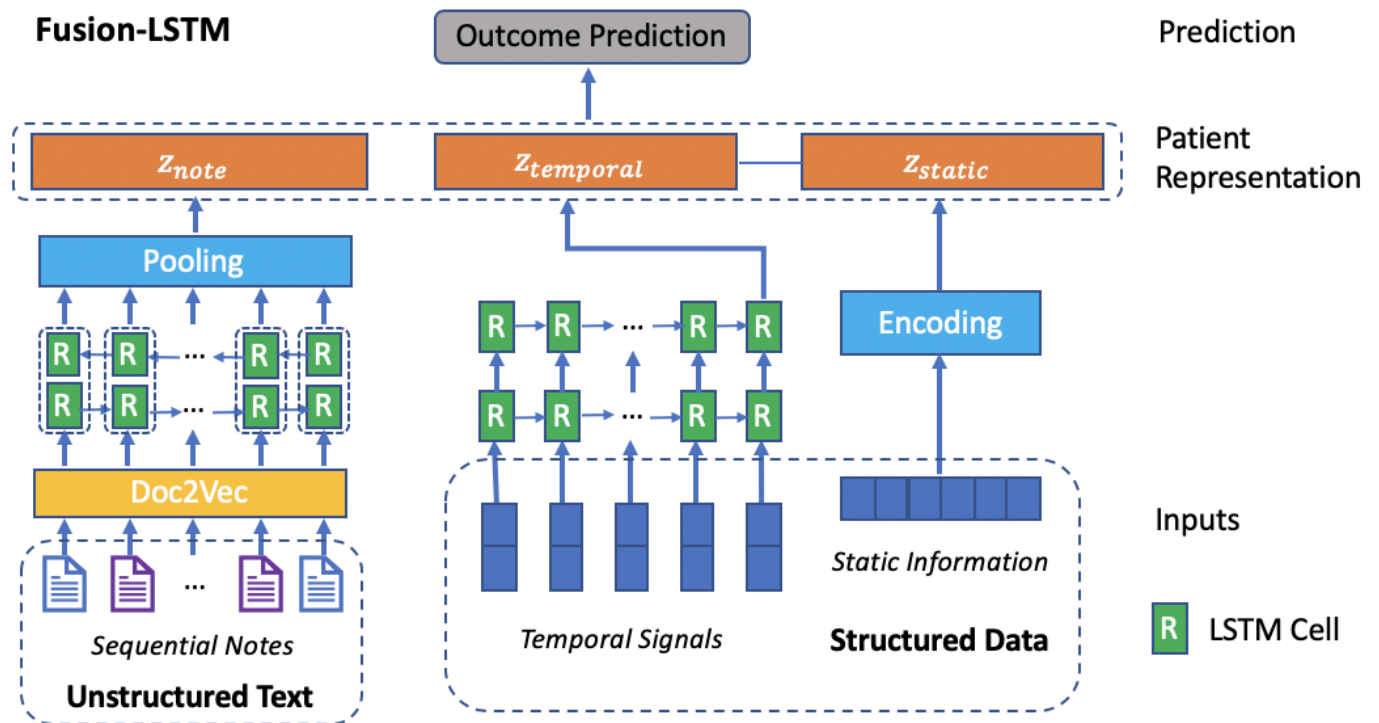 Fusion-LSTM
Outcome Prediction
Prediction
z_note
z_temporal
z_static
Patient
Representation
Pooling
R R ... R R
R R ... R R
Doc2Vec
...
Sequential Notes
Unstructured Text
R R ... R R
R R ... R R
Temporal Signals
Encoding
Static Information
Structured Data
Inputs
R LSTM Cell